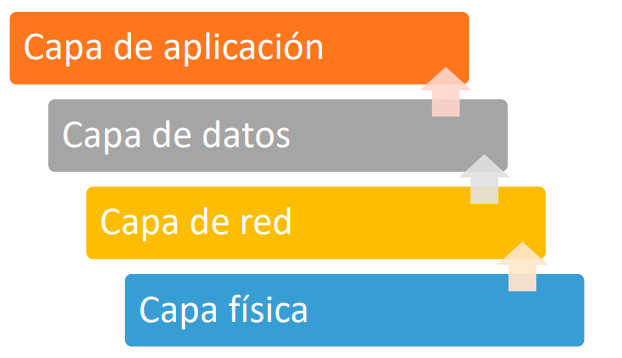 Capa de aplicación
Capa de datos
Capa de red
Capa física